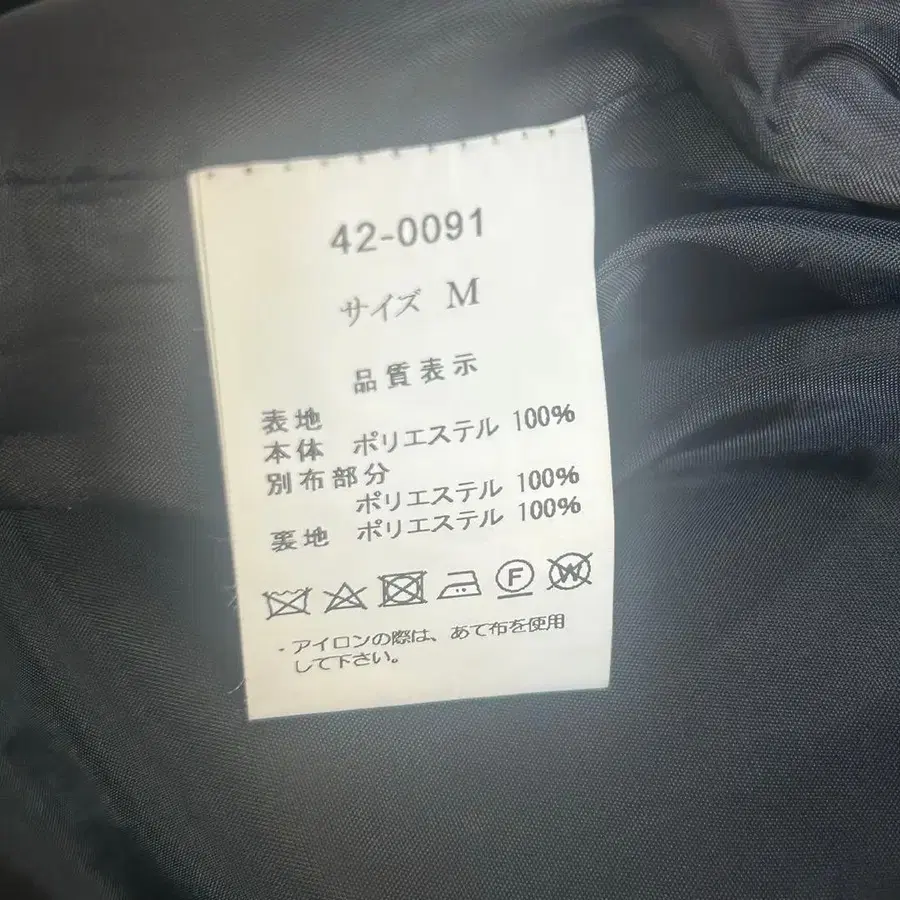 42-0091
サイズ M
品質表示
表地
本体 ポリエステル 100%
別布部分
ポリエステル 100%
裏地 ポリエステル 100%
F W
・アイロンの際は、あて布を使用
して下さい。